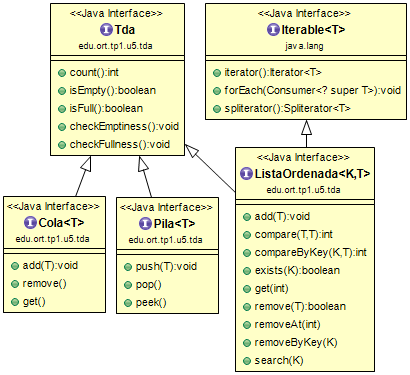 <<Java Interface>>
Tda
edu.ort.tp1.u5.tda
count():int
isEmpty():boolean
isFull():boolean
checkEmptiness():void
checkFullness():void
<<Java Interface>>
Iterable<T>
java.lang
iterator():Iterator<T>
forEach(Consumer<? super T>):void
spliterator():Spliterator<T>
<<Java Interface>>
Cola<T>
edu.ort.tp1.u5.tda
add(T):void
remove()
get()
<<Java Interface>>
Pila<T>
edu.ort.tp1.u5.tda
push(T):void
pop()
peek()
<<Java Interface>>
ListaOrdenada<K,T>
edu.ort.tp1.u5.tda
add(T):void
compare(T,T):int
compareByKey(K,T):int
exists(K):boolean
get(int)
remove(T):boolean
removeAt(int)
removeByKey(K)
search(K)